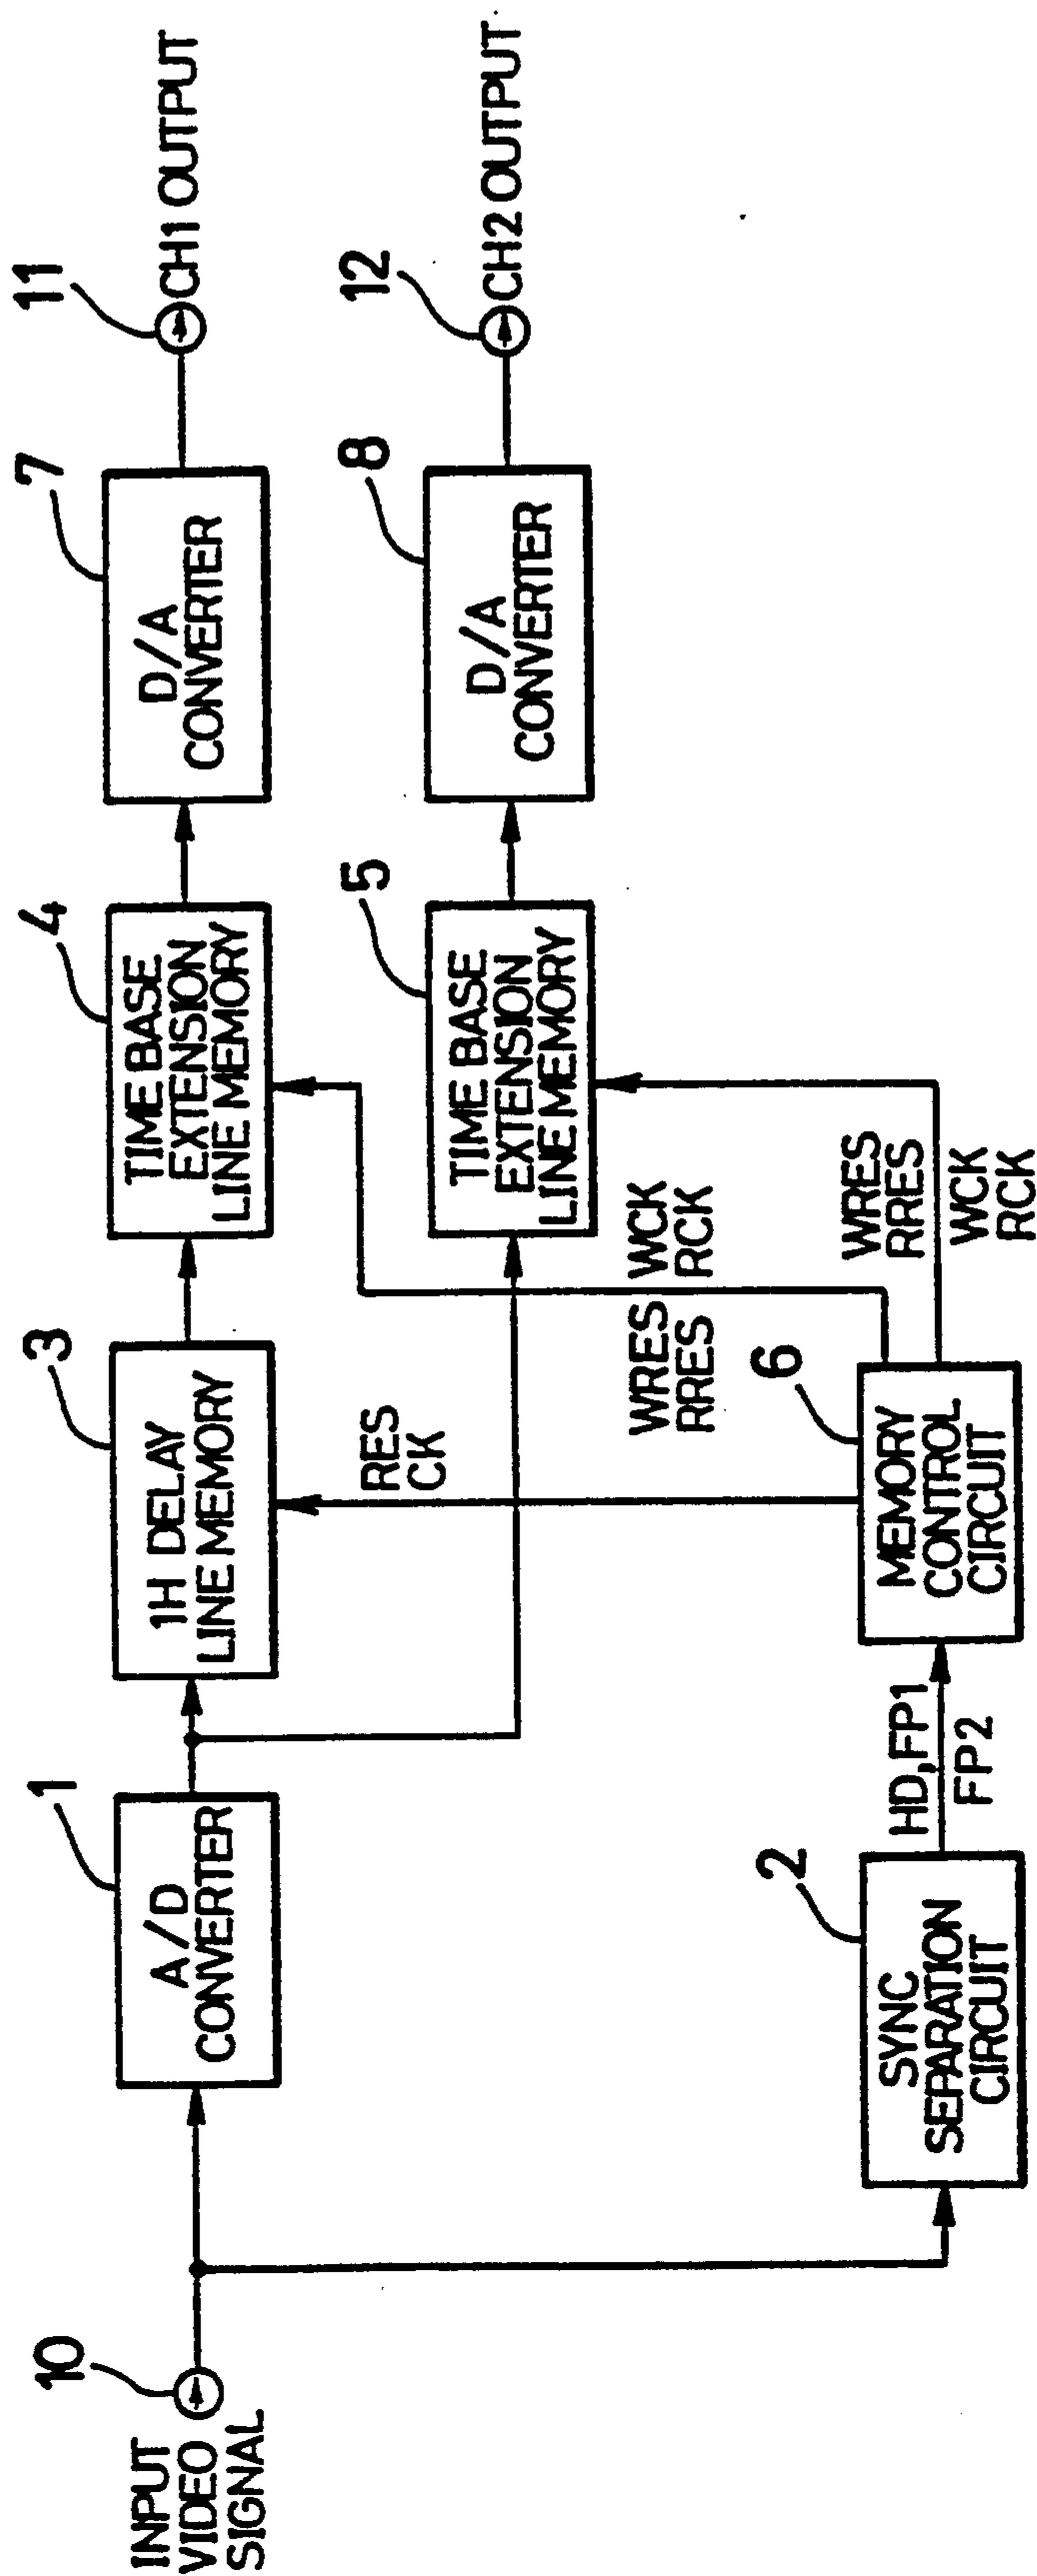 10
INPUT
VIDEO
SIGNAL
1
A/D
CONVERTER
3
1H DELAY
LINE MEMORY
4
TIME BASE
EXTENSION
LINE MEMORY
7
D/A
CONVERTER
11
CH1 OUTPUT
5
TIME BASE
EXTENSION
LINE MEMORY
8
D/A
CONVERTER
12
CH2 OUTPUT
RES
CK
WRES
RRES
WCK
RCK
WRES
RRES
WCK
RCK
2
SYNC
SEPARATION
CIRCUIT
HD,FP1
FP2
6
MEMORY
CONTROL
CIRCUIT